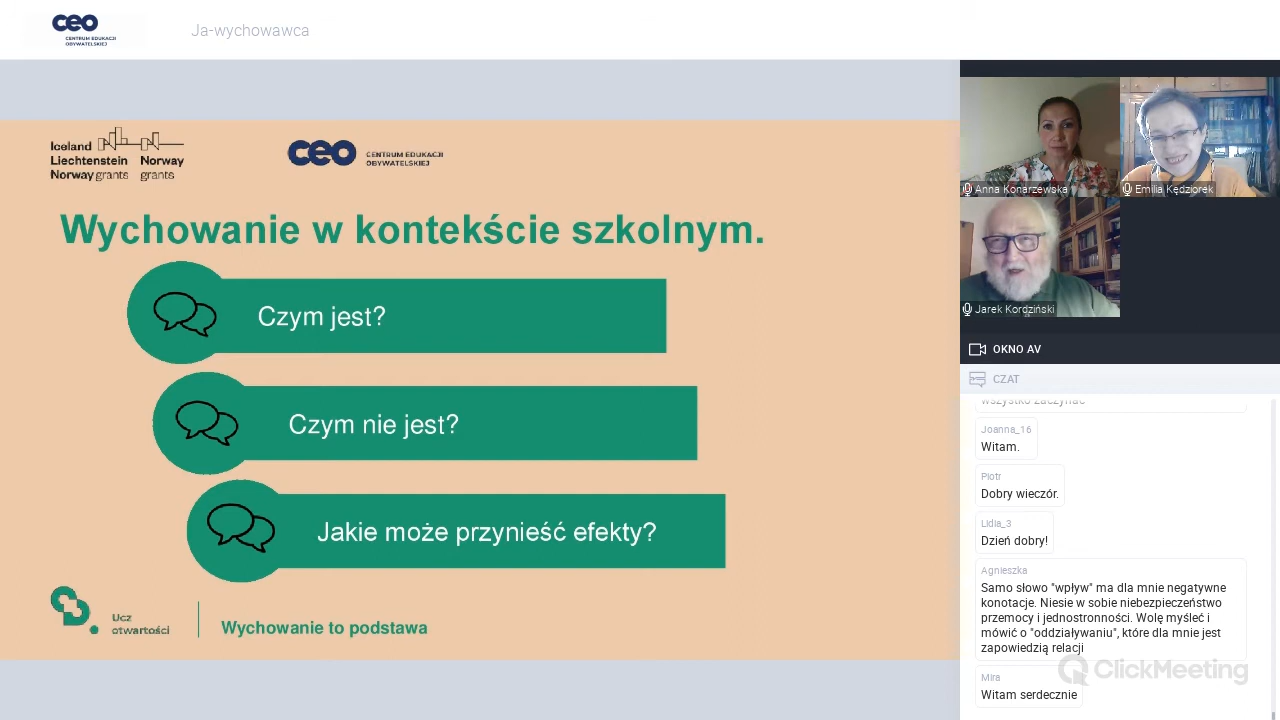 ceo
CENTRUM EDUKACJI
OBYWATELSKIEJ
Ja-wychowawca
Iceland
Liechtenstein Norway
Norway grants grants
ceo CENTRUM EDUKACJI
OBYWATELSKIEJ
Wychowanie w kontekście szkolnym.
Czym jest?
Czym nie jest?
Jakie może przynieść efekty?
Ucz
otwartości
Wychowanie to podstawa
Anna Konarzewska
Emilia Kędziorek
Jarek Kordziński
OKNO AV
CZAT
wszystko zaczynać
Joanna_16
Witam.
Piotr
Dobry wieczór.
Lidia_3
Dzień dobry!
Agnieszka
Samo słowo "wpływ" ma dla mnie negatywne
konotacje. Niesie w sobie niebezpieczeństwo
przemocy i jednostronności. Wolę myśleć i
mówić o "oddziaływaniu", które dla mnie jest
zapowiedzią relacji
ClickMeeting
Mira
Witam serdecznie